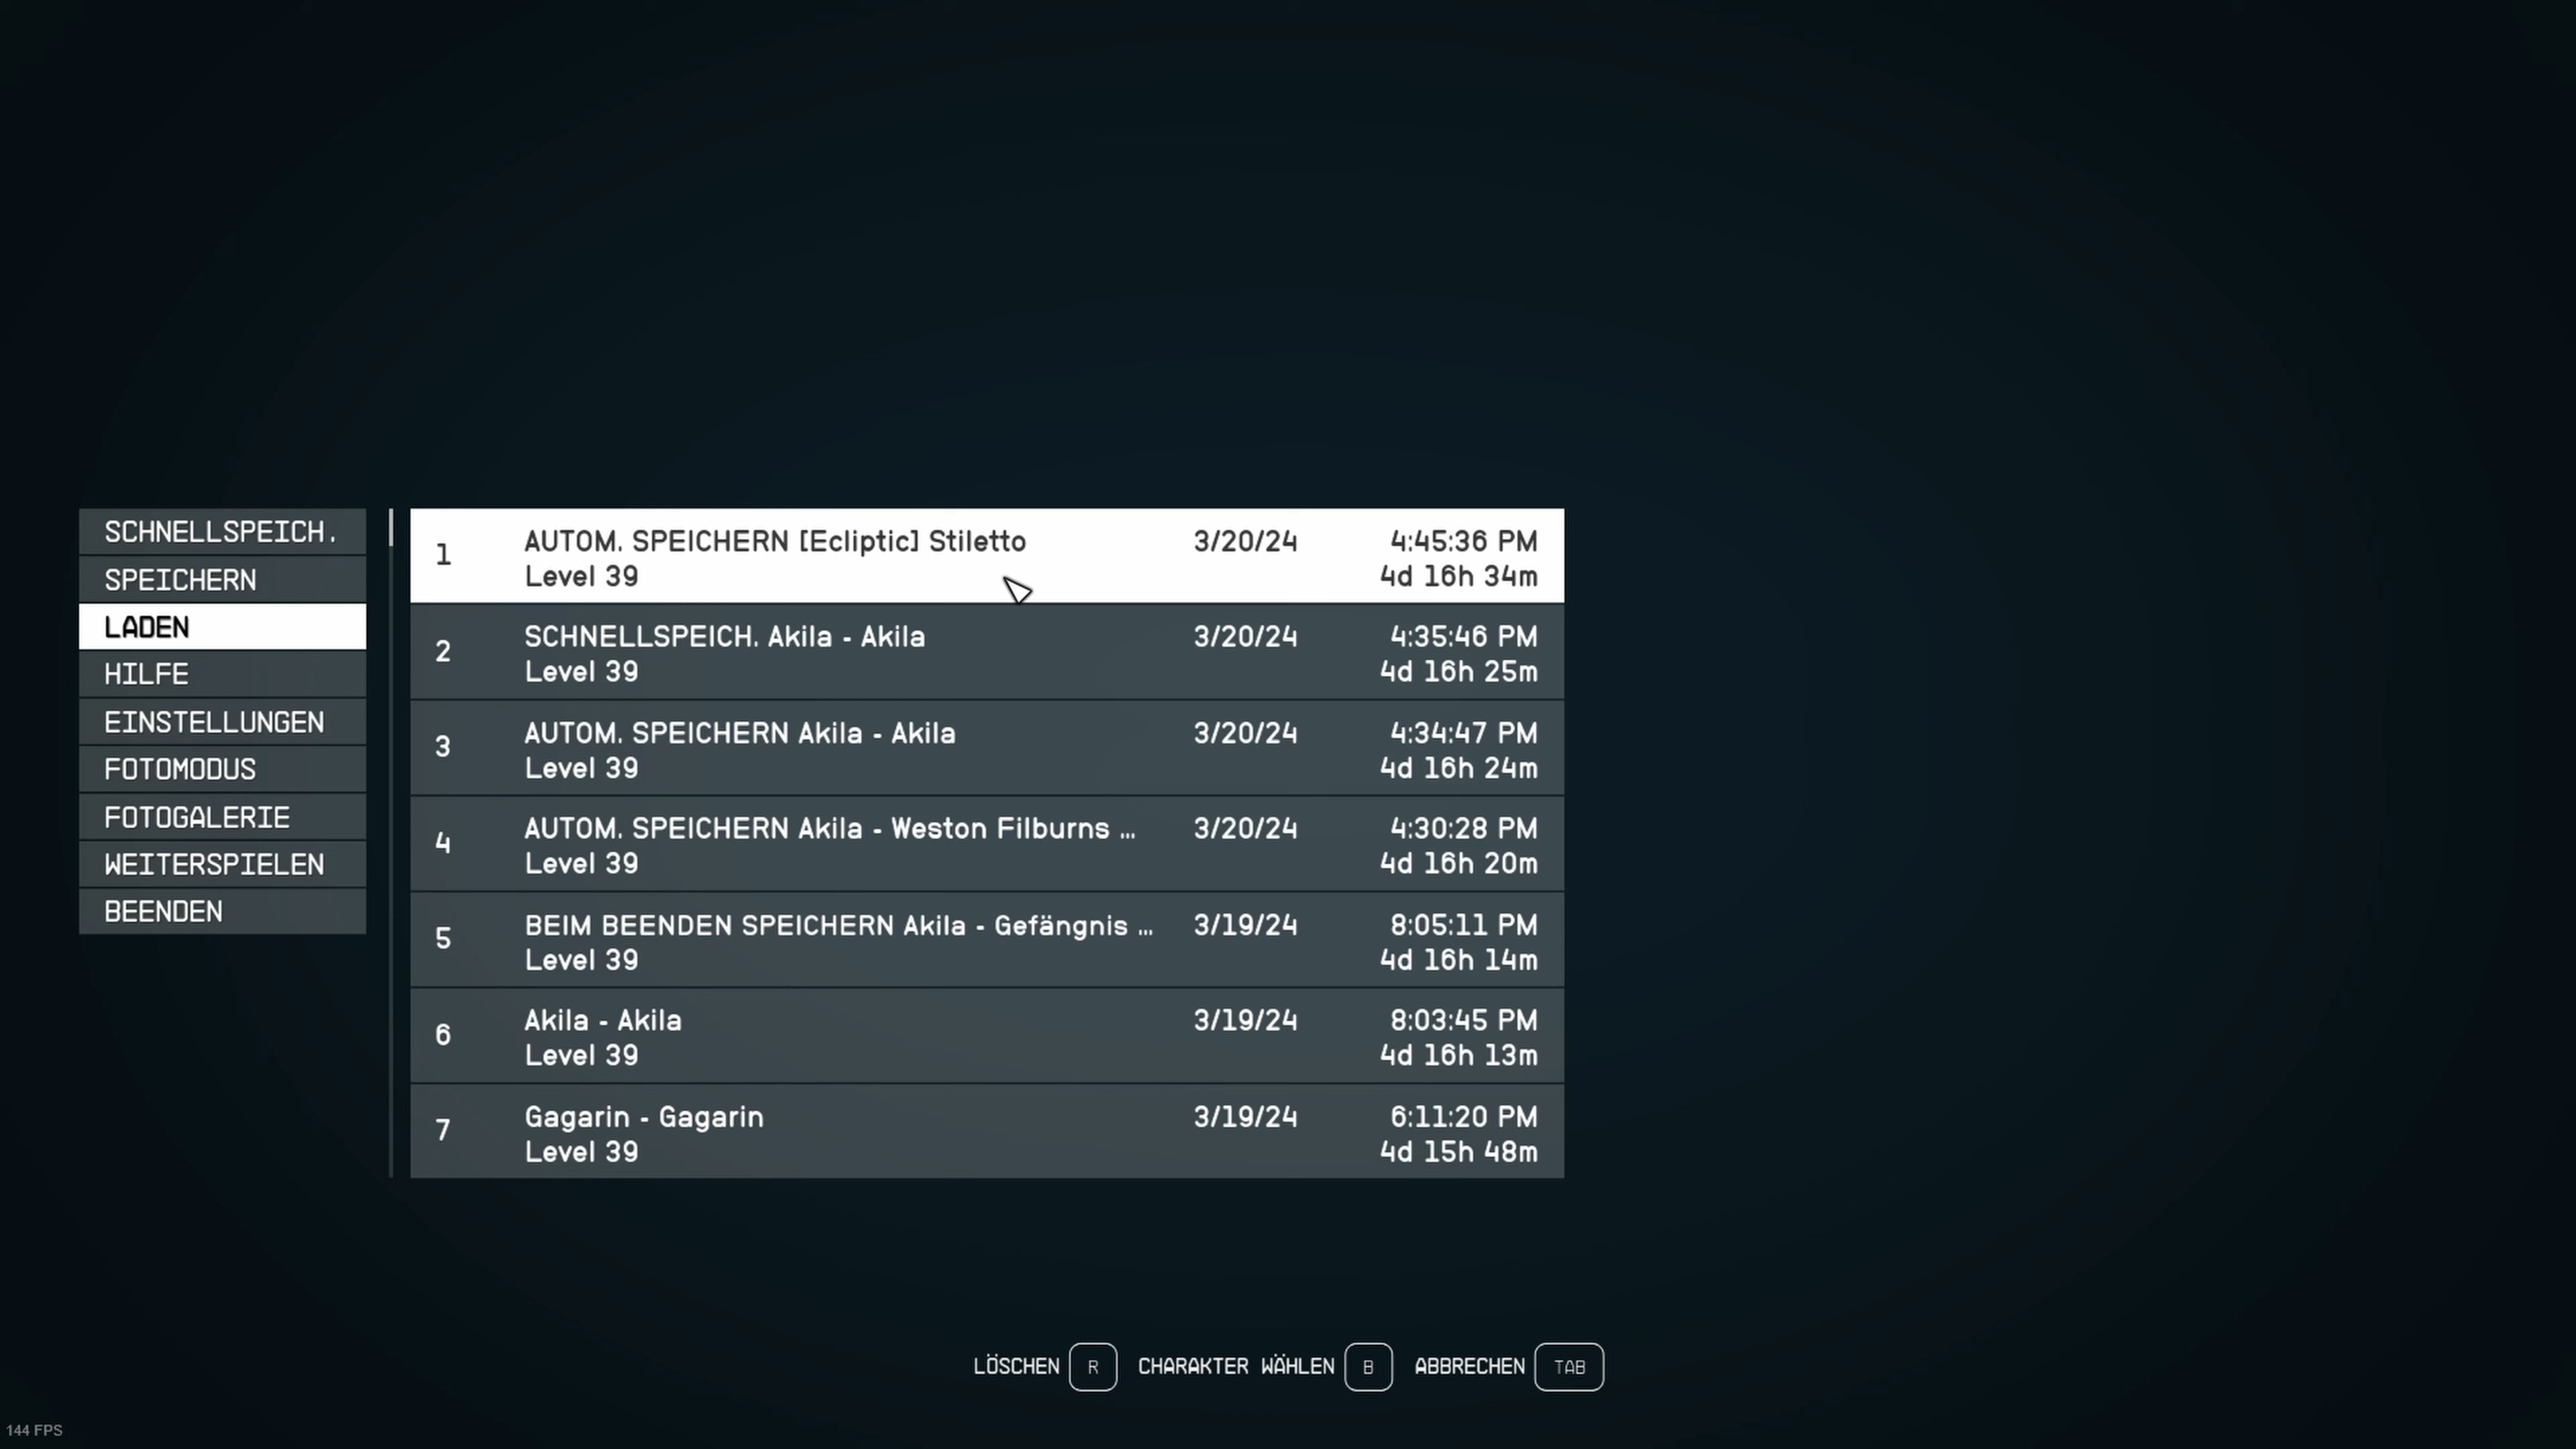 SCHNELLSPEICH.
SPEICHERN
LADEN
HILFE
EINSTELLUNGEN
FOTOMODUS
FOTOGALERIE
WEITERSPIELEN
BEENDEN
1 AUTOM. SPEICHERN [Ecliptic] Stiletto 3/20/24 4:45:36 PM
Level 39 4d 16h 34m
2 SCHNELLSPEICH. Akila - Akila 3/20/24 4:35:46 PM
Level 39 4d 16h 25m
3 AUTOM. SPEICHERN Akila - Akila 3/20/24 4:34:47 PM
Level 39 4d 16h 24m
4 AUTOM. SPEICHERN Akila - Weston Filburns ... 3/20/24 4:30:28 PM
Level 39 4d 16h 20m
5 BEIM BEENDEN SPEICHERN Akila - Gefängnis ... 3/19/24 8:05:11 PM
Level 39 4d 16h 14m
6 Akila - Akila 3/19/24 8:03:45 PM
Level 39 4d 16h 13m
7 Gagarin - Gagarin 3/19/24 6:11:20 PM
Level 39 4d 15h 48m
LÖSCHEN R CHARAKTER WÄHLEN B ABBRECHEN TAB
144 FPS